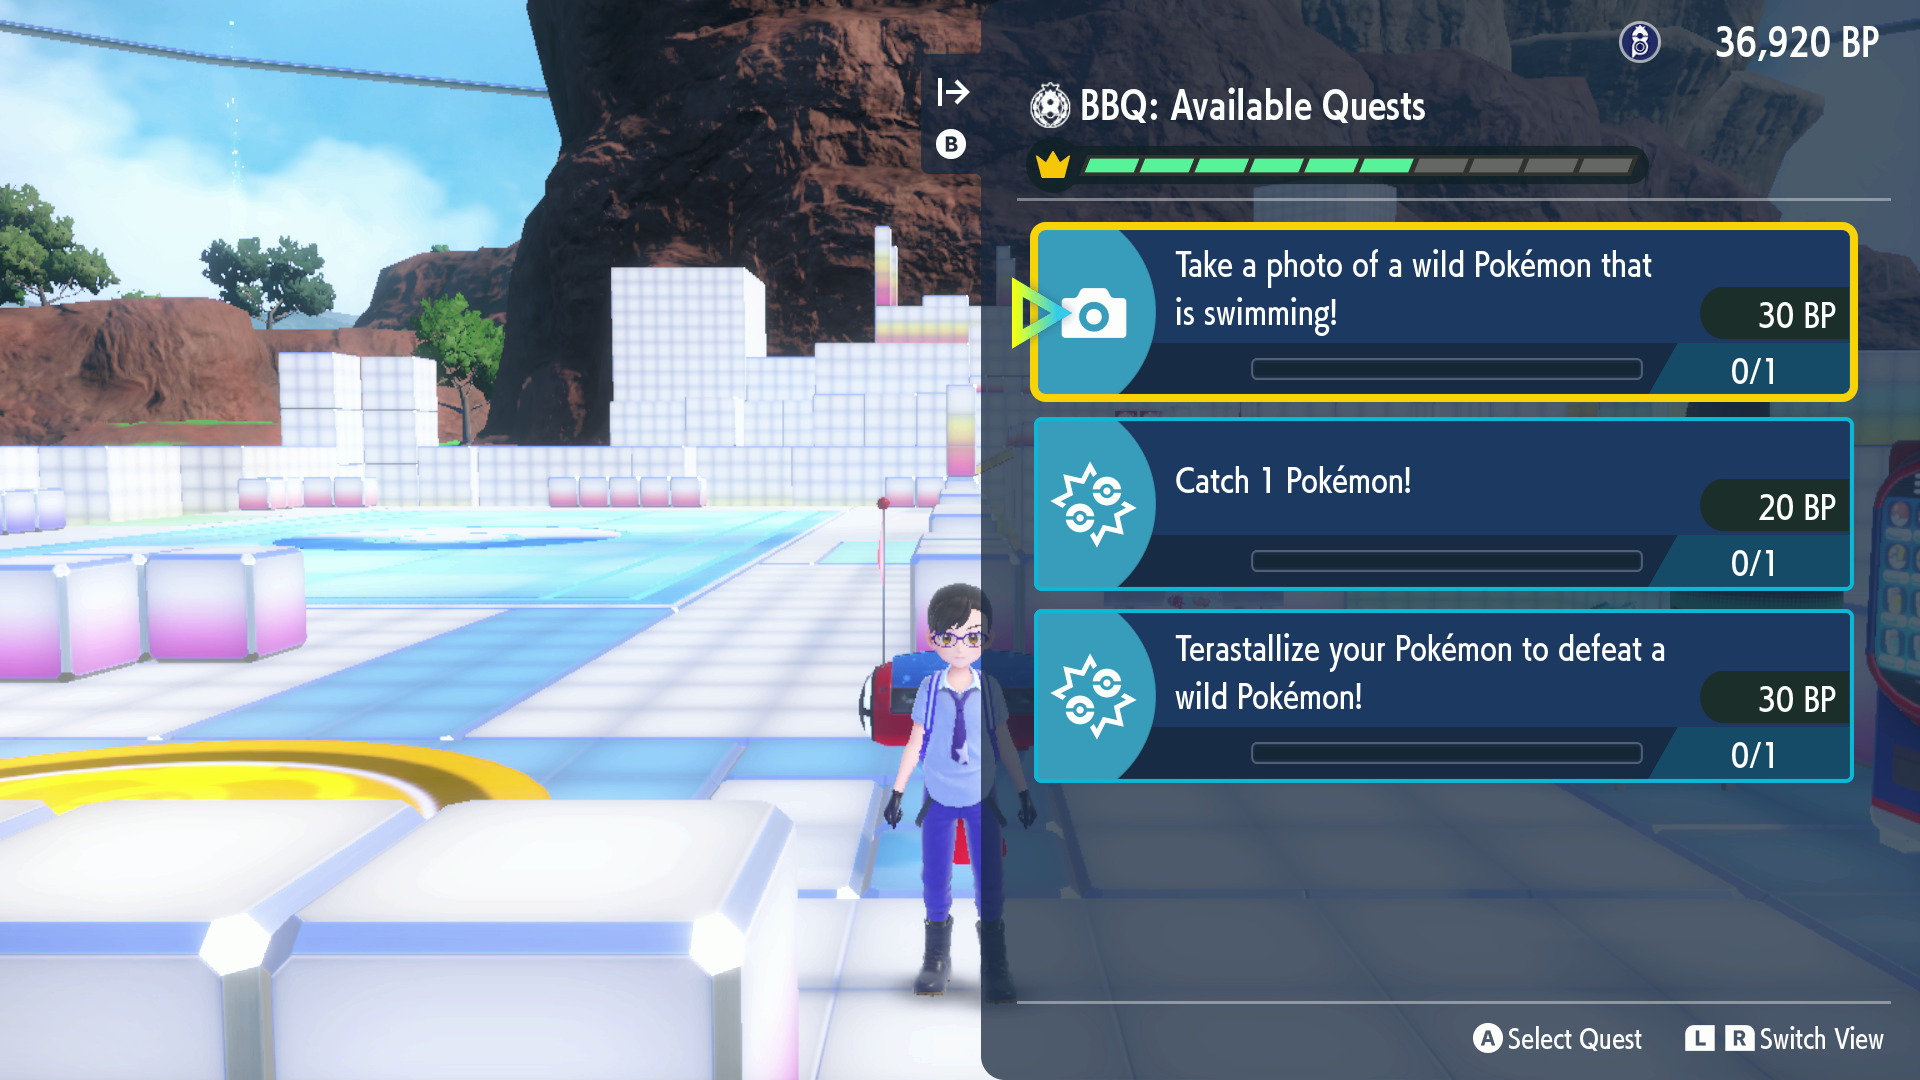 36,920 BP
BBQ: Available Quests
B
Take a photo of a wild Pokémon that
is swimming!
30 BP
0/1
Catch 1 Pokémon!
20 BP
0/1
Terastallize your Pokémon to defeat a
wild Pokémon!
30 BP
0/1
A Select Quest L R Switch View